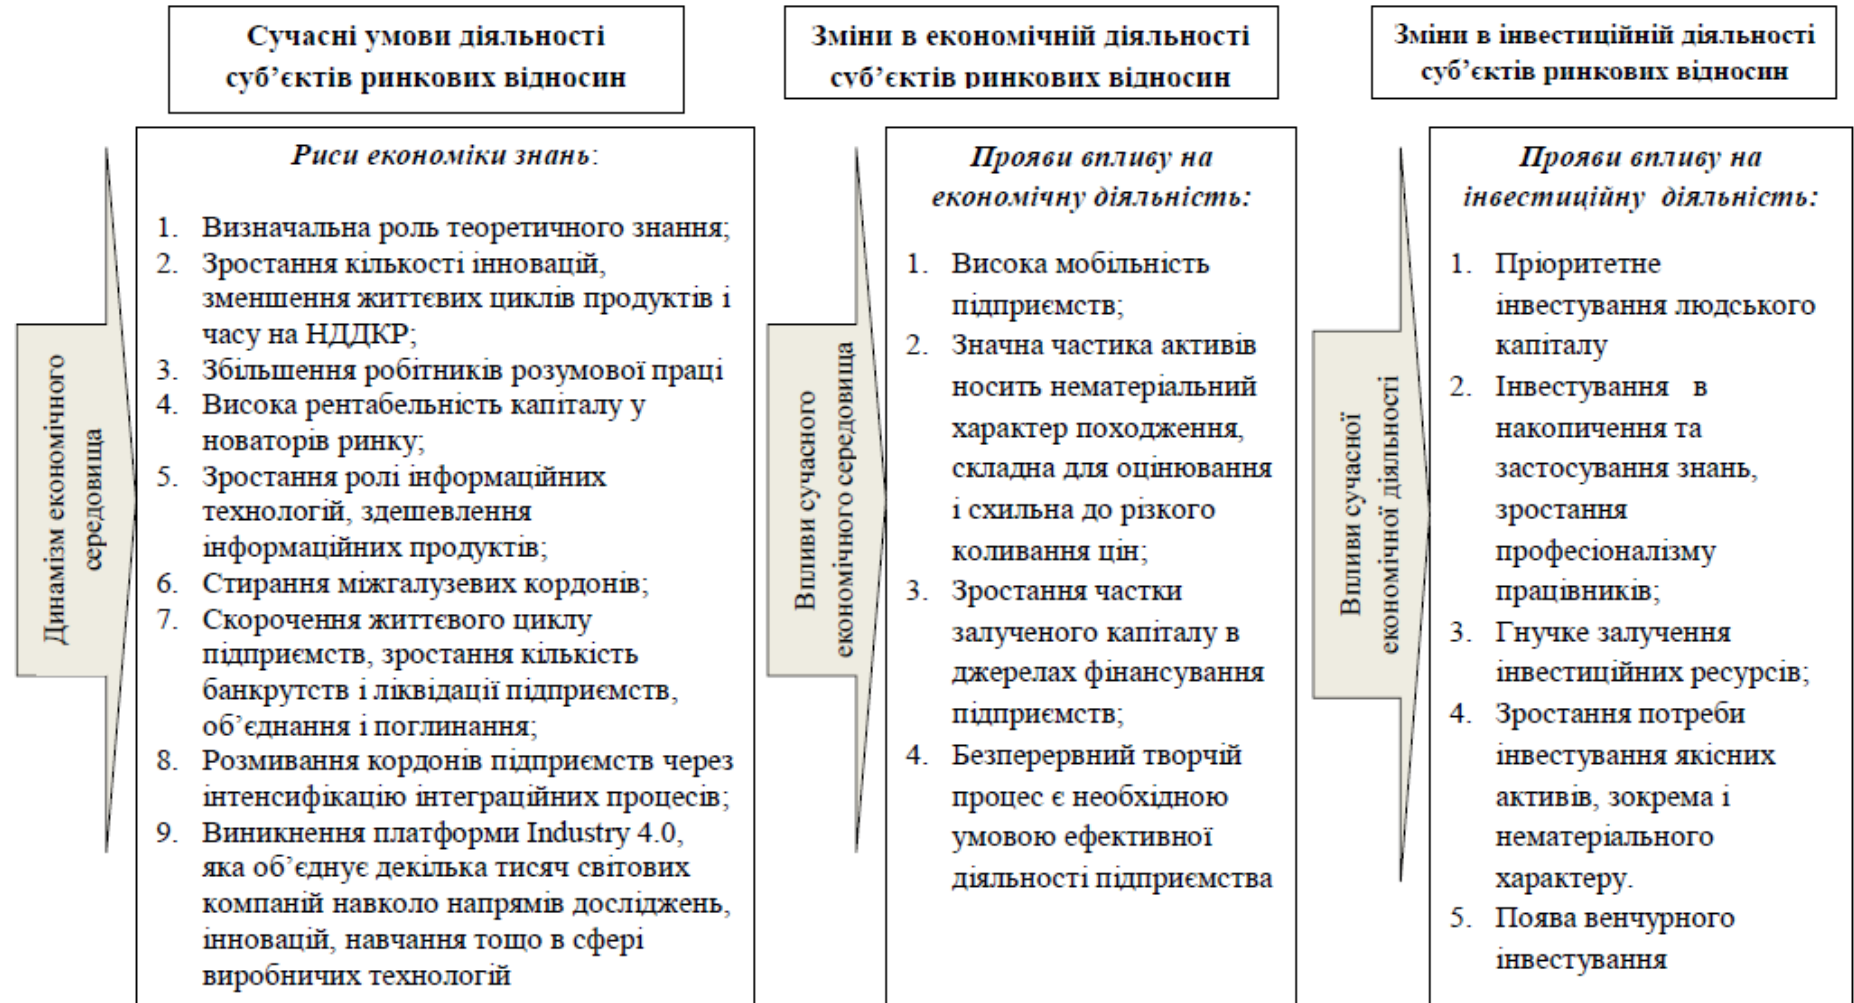 Сучасні умови діяльності
суб’єктів ринкових відносин
Динамізм економічного
середовища
Риси економіки знань:
1. Визначальна роль теоретичного знання;
2. Зростання кількості інновацій,
зменшення життєвих циклів продуктів і
часу на НДДКР;
3. Збільшення робітників розумової праці
4. Висока рентабельність капіталу у
новаторів ринку;
5. Зростання ролі інформаційних
технологій, здешевлення
інформаційних продуктів;
6. Стирання міжгалузевих кордонів;
7. Скорочення життєвого циклу
підприємств, зростання кількість
банкрутств і ліквідації підприємств,
об’єднання і поглинання;
8. Розмивання кордонів підприємств через
інтенсифікацію інтеграційних процесів;
9. Виникнення платформи Industry 4.0,
яка об’єднує декілька тисяч світових
компаній навколо напрямів досліджень,
інновацій, навчання тощо в сфері
виробничих технологій
Зміни в економічній діяльності
суб’єктів ринкових відносин
Впливи сучасного
економічного середовища
Прояви впливу на
економічну діяльність:
1. Висока мобільність
підприємств;
2. Значна частика активів
носить нематеріальний
характер походження,
складна для оцінювання
і схильна до різкого
коливання цін;
3. Зростання частки
залученого капіталу в
джерелах фінансування
підприємств;
4. Безперервний творчій
процес є необхідною
умовою ефективної
діяльності підприємства
Зміни в інвестиційній діяльності
суб’єктів ринкових відносин
Впливи сучасної
економічної діяльності
Прояви впливу на
інвестиційну діяльність:
1. Пріоритетне
інвестування людського
капіталу
2. Інвестування в
накопичення та
застосування знань,
зростання
професіоналізму
працівників;
3. Гнучке залучення
інвестиційних ресурсів;
4. Зростання потреби
інвестування якісних
активів, зокрема і
нематеріального
характеру.
5. Поява венчурного
інвестування